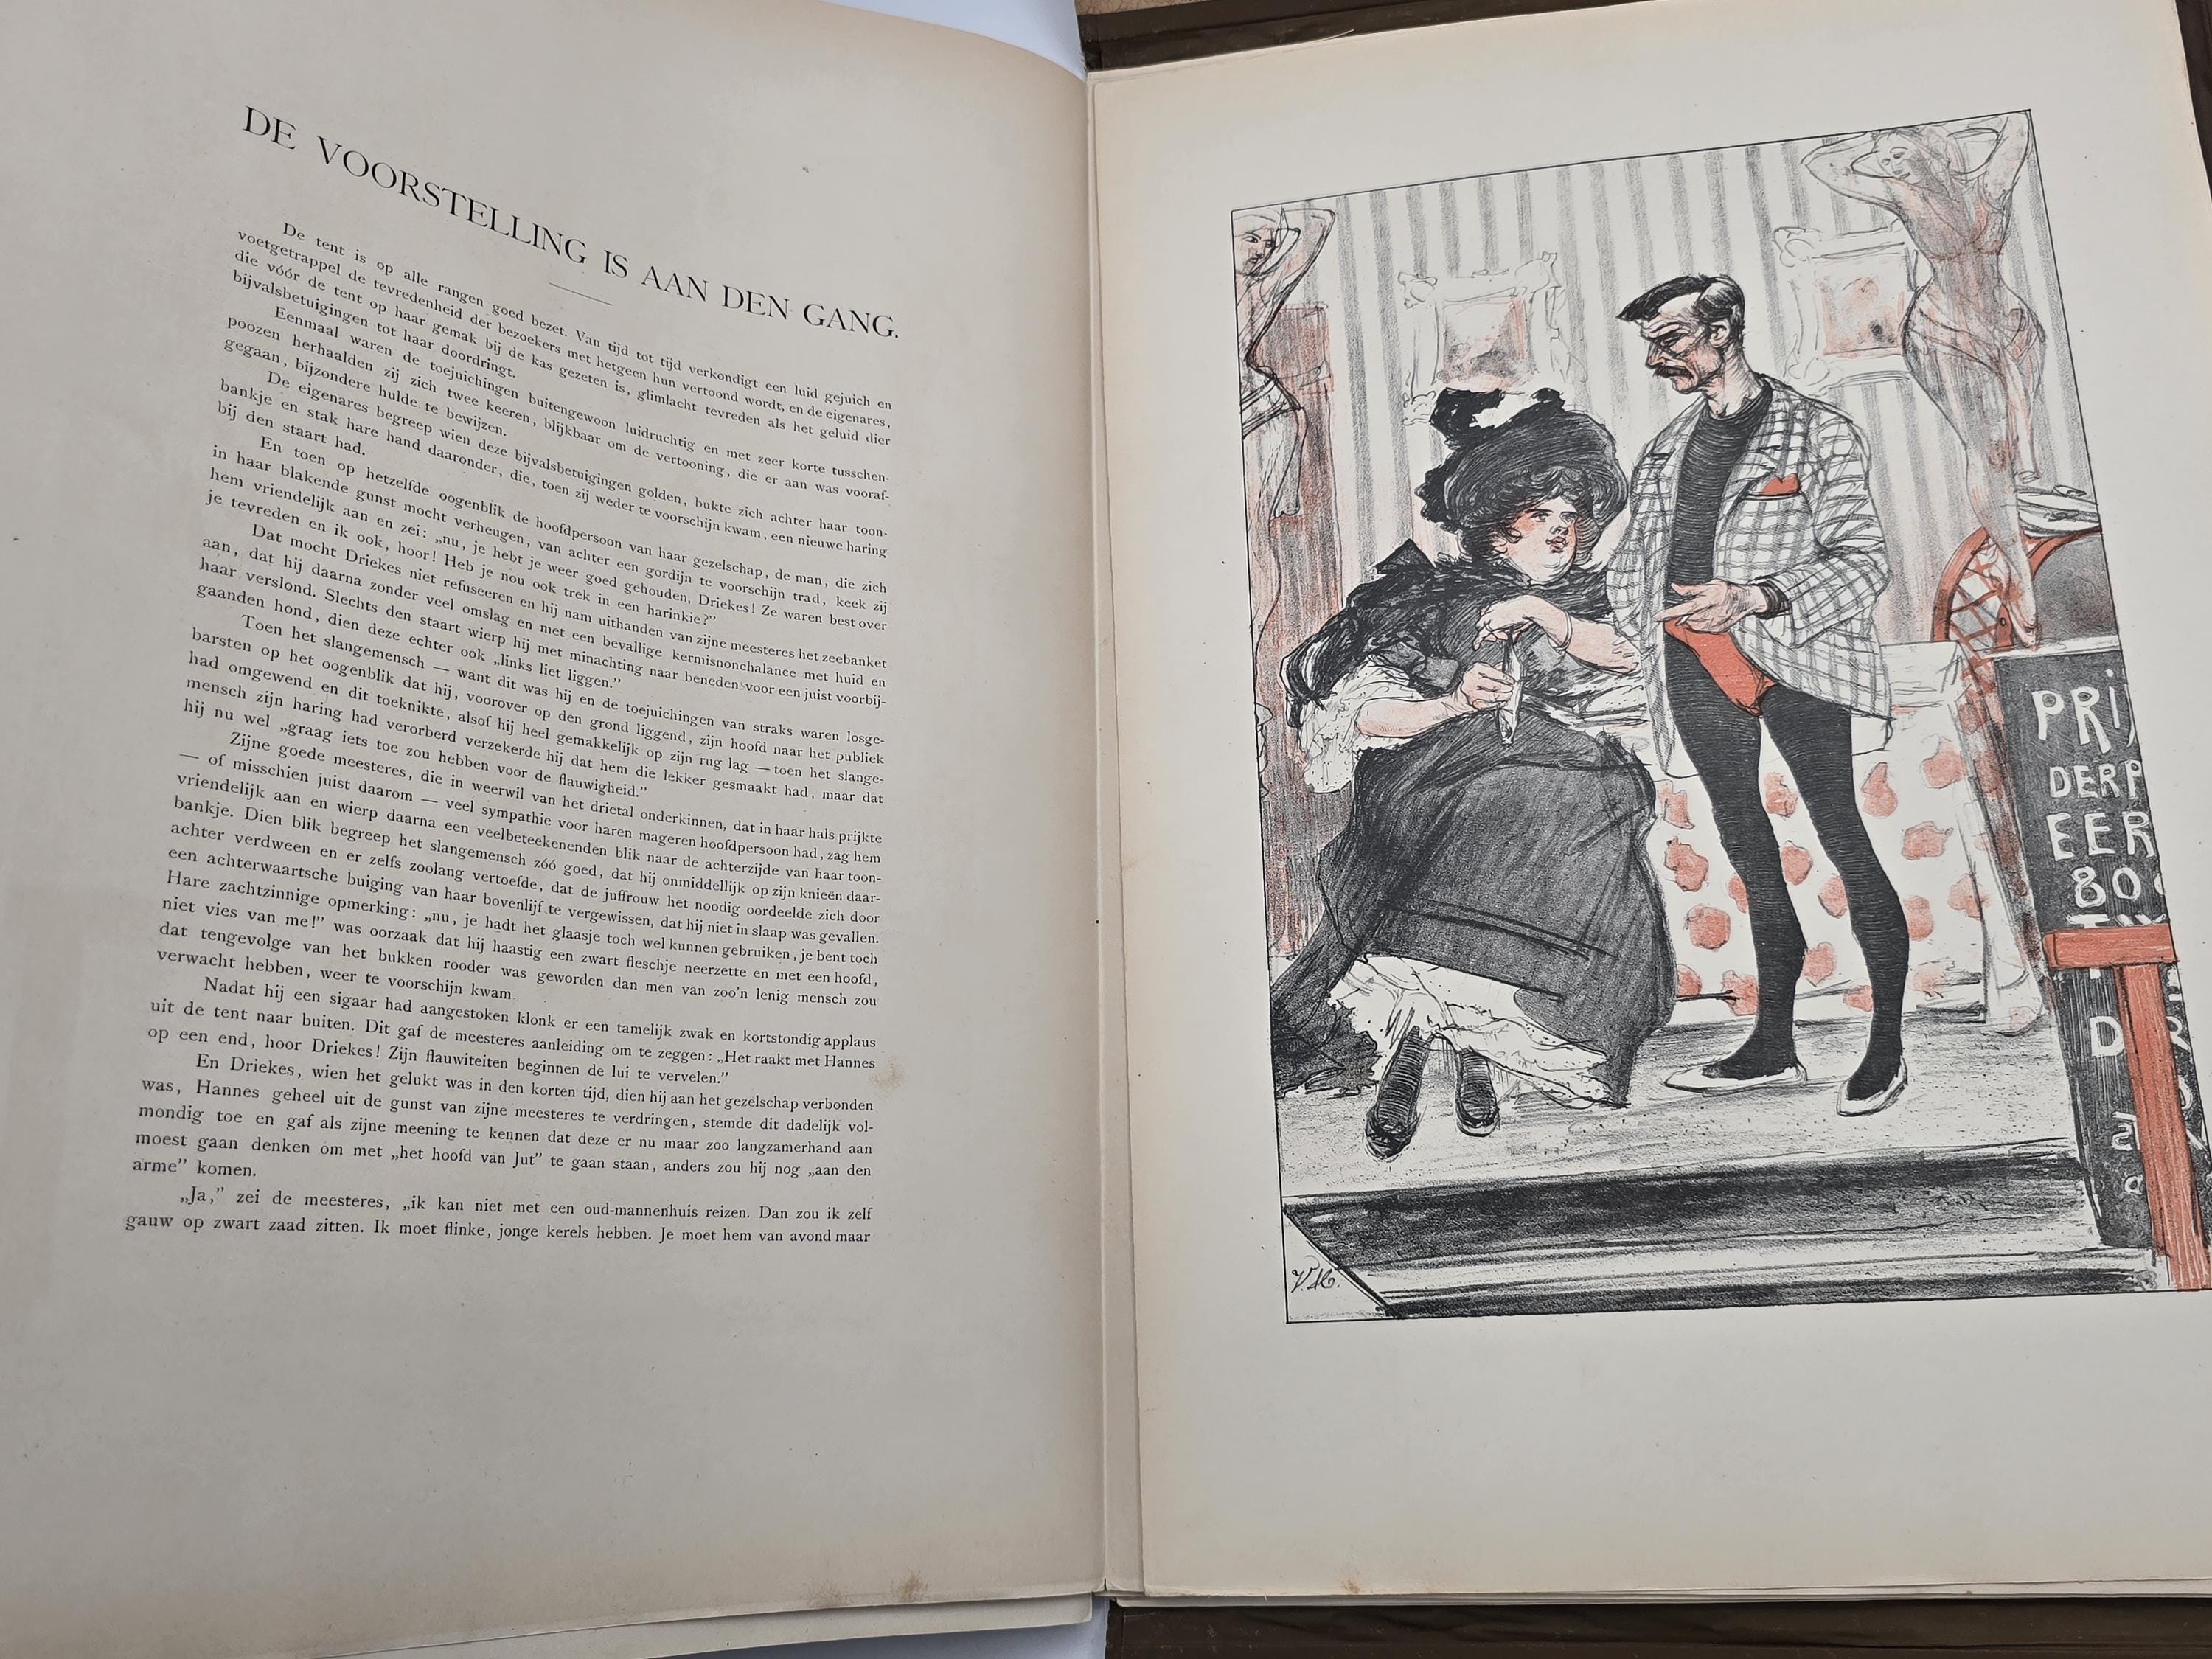 DE VOORSTELLING IS AAN DEN GANG.
De tent is op alle rangen goed bezet. Van tijd tot tijd verkondigt een luid gejuich en
voetgetrappel de tevredenheid der bezoekers met hetgeen hun vertoond wordt, en de eigenares,
die vóór de tent op haar gemak bij de kas gezeten is, glimlacht tevreden als het geluid dier
bijvalsbetuigingen tot haar doordringt.
Eenmaal waren de toejuichingen buitengewoon luidruchtig en met zeer korte tusschen-
poozen herhaalden zij zich twee keeren, blijkbaar om de vertooning, die er aan was vooraf-
gegaan, bijzondere hulde te bewijzen.
De eigenares begreep wien deze bijvalsbetuigingen golden, bukte zich achter haar toon-
bankje en stak hare hand daaronder, die, toen zij weder te voorschijn kwam, een nieuwe haring
bij den staart had.
En toen op hetzelfde oogenblik de hoofdpersoon van haar gezelschap, de man, die zich
in haar blakende gunst mocht verheugen, van achter een gordijn te voorschijn trad, keek zij
hem vriendelijk aan en zei: „nu, je hebt je weer goed gehouden, Driekes! Ze waren best over
je tevreden en ik ook, hoor! Heb je nou ook trek in een harinkie?”
Dat mocht Driekes niet refuseeren en hij nam uithanden van zijne meesteres het zeebanket
aan, dat hij daarna zonder veel omslag en met een bevallige kermisnonchalance met huid en
haar verslond. Slechts den staart wierp hij met minachting naar beneden voor een juist voorbij-
gaanden hond, dien deze echter ook „links liet liggen.”
Toen het slangemensch — want dit was hij en de toejuichingen van straks waren losge-
barsten op het oogenblik dat hij, voorover op den grond liggend, zijn hoofd naar het publiek
had omgewend en dit toeknikte, alsof hij heel gemakkelijk op zijn rug lag — toen het slange-
mensch zijn haring had verorberd verzekerde hij dat hem die lekker gesmaakt had, maar dat
hij nu wel „graag iets toe zou hebben voor de flauwigheid.”
Zijne goede meesteres, die in weerwil van het drietal onderkinnen, dat in haar hals prijkte
— of misschien juist daarom — veel sympathie voor haren mageren hoofdpersoon had, zag hem
vriendelijk aan en wierp daarna een veelbeteekenenden blik naar de achterzijde van haar toon-
bankje. Dien blik begreep het slangemensch zóó goed, dat hij onmiddellijk op zijn knieën daar-
achter verdween en er zelfs zoolang vertoefde, dat de juffrouw het noodig oordeelde zich door
een achterwaartsche buiging van haar bovenlijf te vergewissen, dat hij niet in slaap was gevallen.
Hare zachtzinnige opmerking: „nu, je hadt het glaasje toch wel kunnen gebruiken, je bent toch
niet vies van me!” was oorzaak dat hij haastig een zwart fleschje neerzette en met een hoofd,
dat tengevolge van het bukken rooder was geworden dan men van zoo'n lenig mensch zou
verwacht hebben, weer te voorschijn kwam
Nadat hij een sigaar had aangestoken klonk er een tamelijk zwak en kortstondig applaus
uit de tent naar buiten. Dit gaf de meesteres aanleiding om te zeggen: „Het raakt met Hannes
op een end, hoor Driekes! Zijn flauwiteiten beginnen de lui te vervelen.”
En Driekes, wien het gelukt was in den korten tijd, dien hij aan het gezelschap verbonden
was, Hannes geheel uit de gunst van zijne meesteres te verdringen, stemde dit dadelijk vol-
mondig toe en gaf als zijne meening te kennen dat deze er nu maar zoo langzamerhand aan
moest gaan denken om met „het hoofd van Jut” te gaan staan, anders zou hij nog „aan den
arme” komen.
„Ja,” zei de meesteres, „ik kan niet met een oud-mannenhuis reizen. Dan zou ik zelf
gauw op zwart zaad zitten. Ik moet flinke, jonge kerels hebben. Je moet hem van avond maar
PRIJ
DER P
EER
80
V.K.